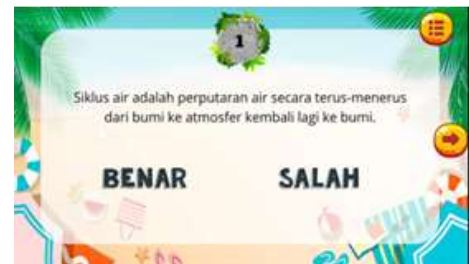 1
Siklus air adalah perputaran air secara terus-menerus
dari bumi ke atmosfer kembali lagi ke bumi.
BENAR SALAH